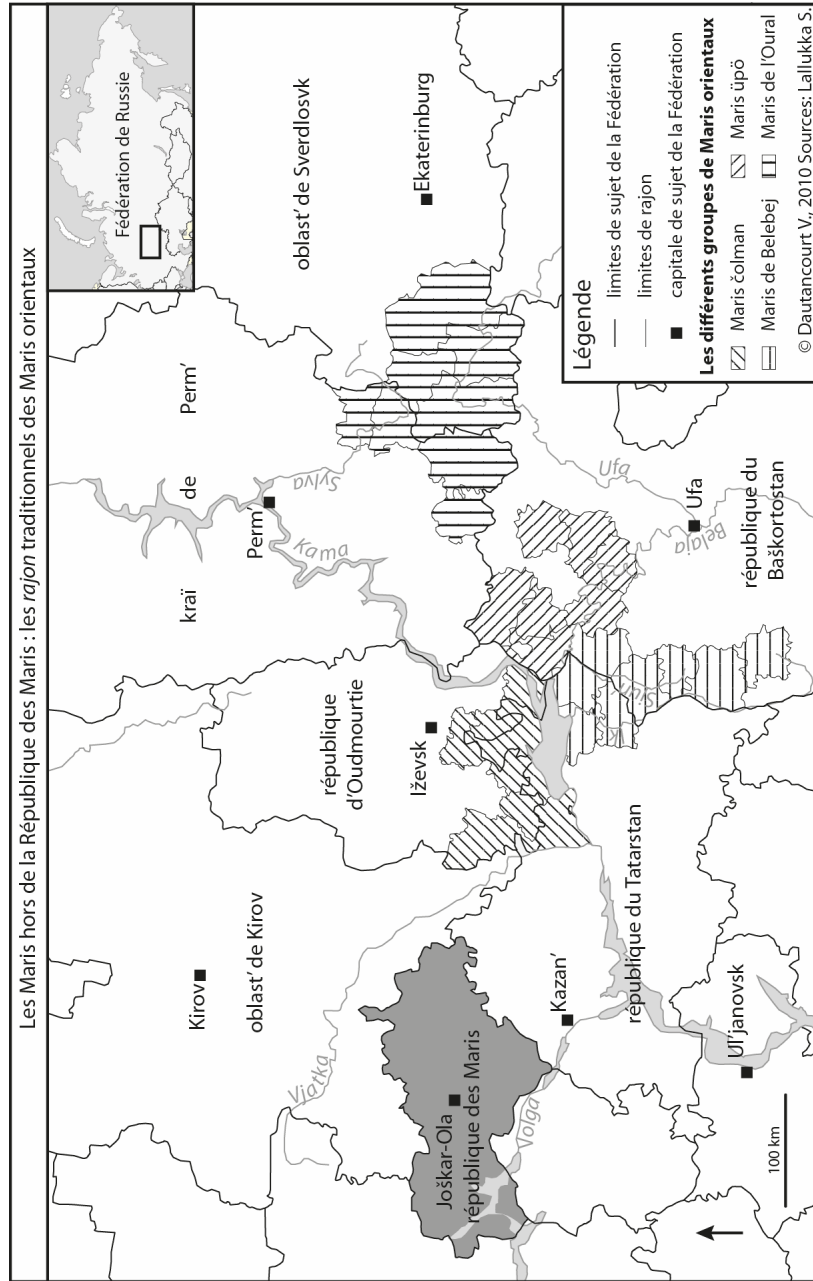 Les Maris hors de la République des Maris : les rajon traditionnels des Maris orientaux
Fédération de Russie
Kirov
oblast' de Kirov
Vjatka
kraï de Perm'
Perm'
Kama
Sylva
oblast' de Sverdlosvk
Ekaterinburg
république
d'Oudmourtie
Iževsk
Joškar-Ola
république des Maris
Volga
Kazan'
république du Tatarstan
Ul'janovsk
Ik
Siun'
Ufa
Ufa
Belaja
république du
Baškortostan
100 km
Légende
limites de sujet de la Fédération
limites de rajon
capitale de sujet de la Fédération
Les différents groupes de Maris orientaux
Maris čolman
Maris üpö
Maris de Belebej
Maris de l'Oural
© Dautancourt V., 2010 Sources: Lallukka S.